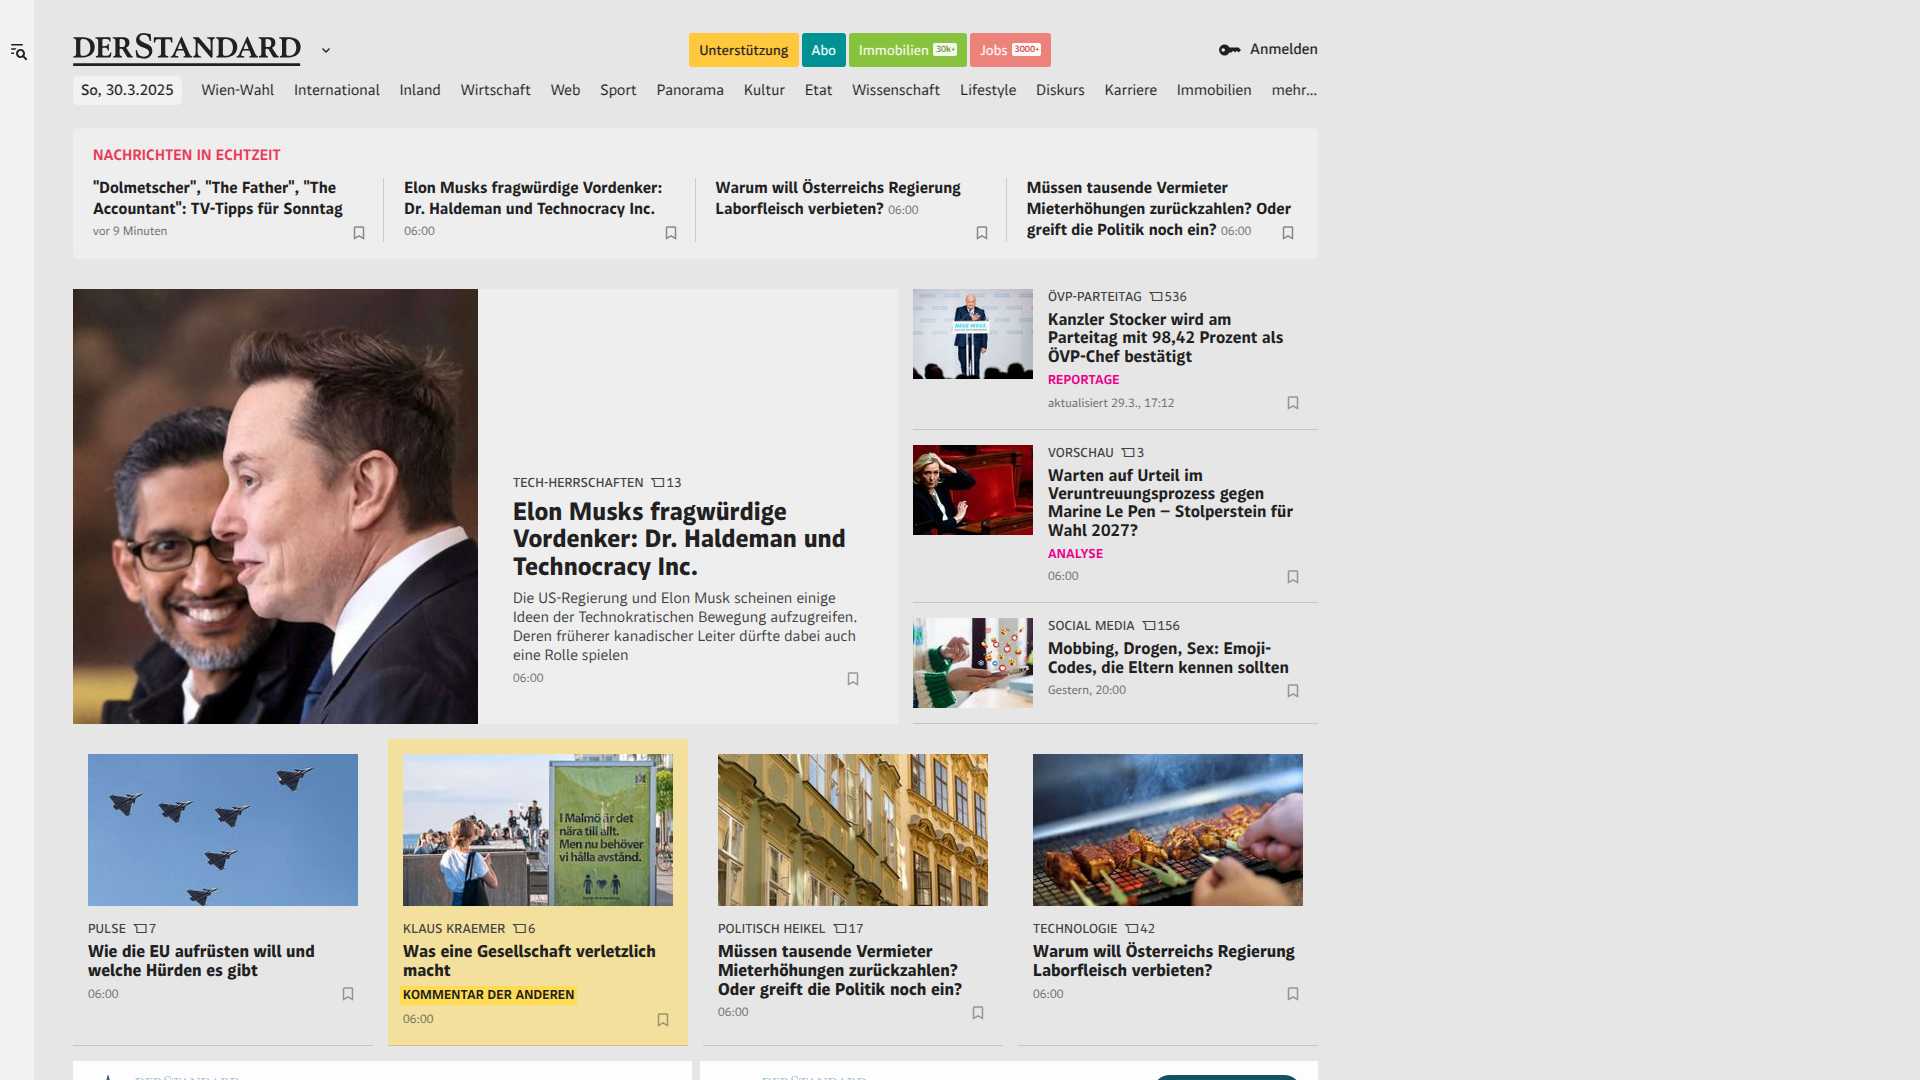 DERSTANDARD
Unterstützung
Abo
Immobilien 30k+
Jobs 3000+
Anmelden
So, 30.3.2025
Wien-Wahl
International
Inland
Wirtschaft
Web
Sport
Panorama
Kultur
Etat
Wissenschaft
Lifestyle
Diskurs
Karriere
Immobilien
mehr...
NACHRICHTEN IN ECHTZEIT
"Dolmetscher", "The Father", "The
Accountant": TV-Tipps für Sonntag
vor 9 Minuten
Elon Musks fragwürdige Vordenker:
Dr. Haldeman und Technocracy Inc.
06:00
Warum will Österreichs Regierung
Laborfleisch verbieten? 06:00
Müssen tausende Vermieter
Mieterhöhungen zurückzahlen? Oder
greift die Politik noch ein? 06:00
TECH-HERRSCHAFTEN 13
Elon Musks fragwürdige
Vordenker: Dr. Haldeman und
Technocracy Inc.
Die US-Regierung und Elon Musk scheinen einige
Ideen der Technokratischen Bewegung aufzugreifen.
Deren früherer kanadischer Leiter dürfte dabei auch
eine Rolle spielen
06:00
ÖVP-PARTEITAG 536
Kanzler Stocker wird am
Parteitag mit 98,42 Prozent als
ÖVP-Chef bestätigt
REPORTAGE
aktualisiert 29.3., 17:12
VORSCHAU 3
Warten auf Urteil im
Veruntreuungsprozess gegen
Marine Le Pen – Stolperstein für
Wahl 2027?
ANALYSE
06:00
SOCIAL MEDIA 156
Mobbing, Drogen, Sex: Emoji-
Codes, die Eltern kennen sollten
Gestern, 20:00
PULSE 7
Wie die EU aufrüsten will und
welche Hürden es gibt
06:00
I Malmö är det
nära till allt.
Men nu behöver
vi hålla avstånd.
KLAUS KRAEMER 6
Was eine Gesellschaft verletzlich
macht
KOMMENTAR DER ANDEREN
06:00
POLITISCH HEIKEL 17
Müssen tausende Vermieter
Mieterhöhungen zurückzahlen?
Oder greift die Politik noch ein?
06:00
TECHNOLOGIE 42
Warum will Österreichs Regierung
Laborfleisch verbieten?
06:00
DERSTANDARD
DERSTANDARD